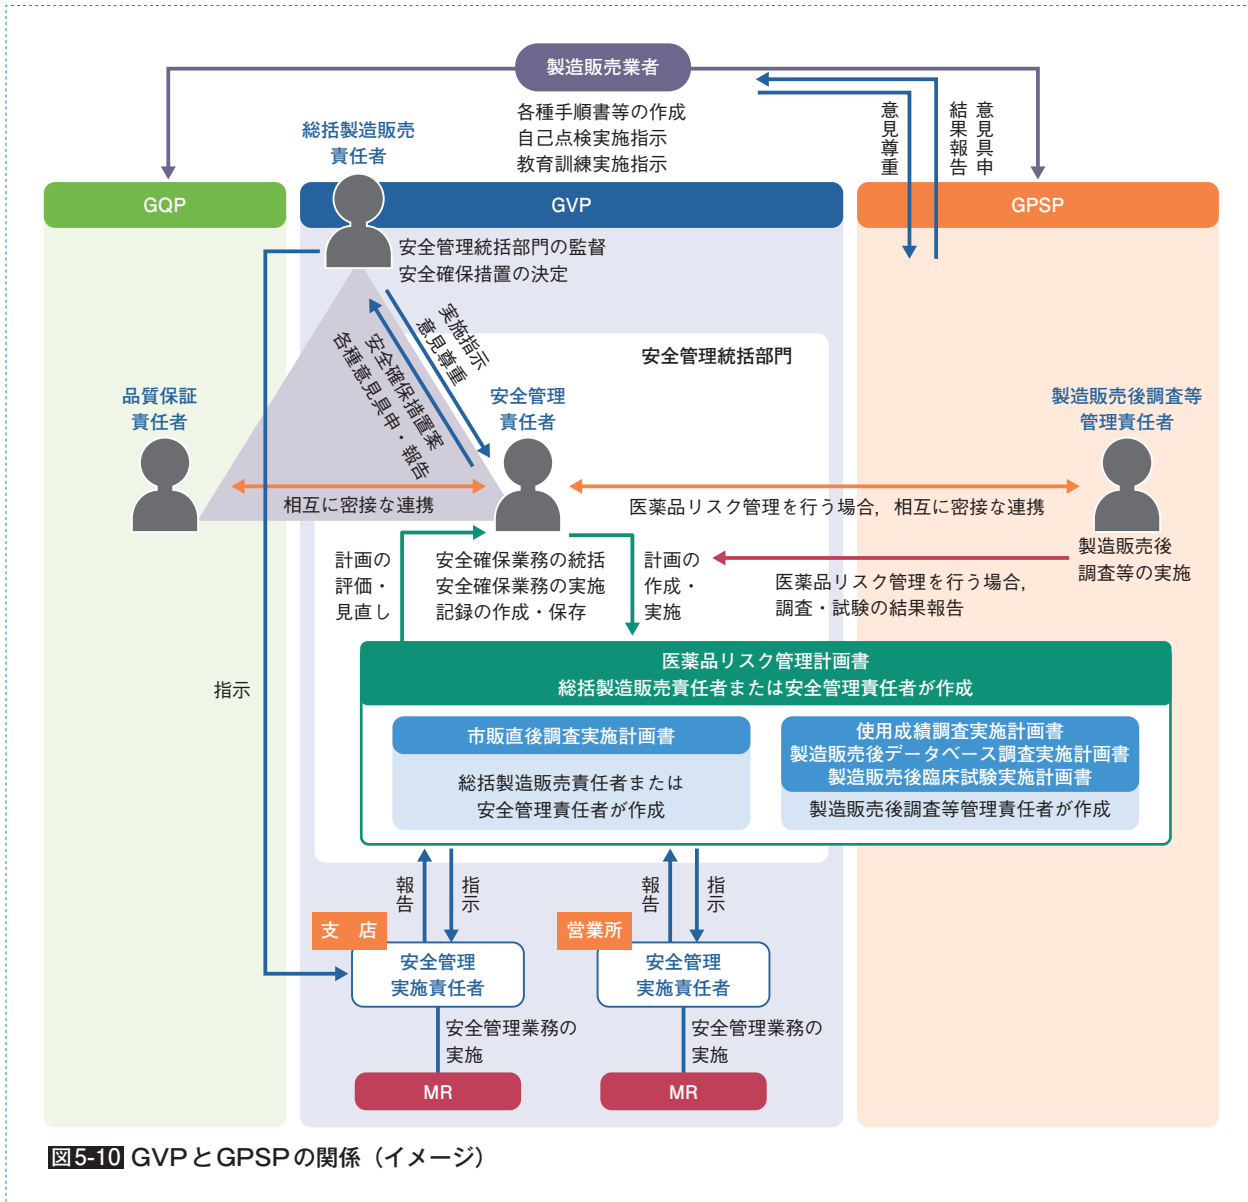 製造販売業者
各種手順書等の作成
自己点検実施指示
教育訓練実施指示
意見尊重
結果報告
意見具申
総括製造販売
責任者
GQP
GVP
GPSP
安全管理統括部門の監督
安全確保措置の決定
実施指示
意見尊重
安全確保措置案
各種意見具申・報告
安全管理統括部門
品質保証
責任者
安全管理
責任者
製造販売後調査等
管理責任者
相互に密接な連携
医薬品リスク管理を行う場合，相互に密接な連携
計画の
評価・
見直し
安全確保業務の統括
安全確保業務の実施
記録の作成・保存
計画の
作成・
実施
製造販売後
調査等の実施
医薬品リスク管理を行う場合，
調査・試験の結果報告
指示
医薬品リスク管理計画書
総括製造販売責任者または安全管理責任者が作成
市販直後調査実施計画書
総括製造販売責任者または
安全管理責任者が作成
使用成績調査実施計画書
製造販売後データベース調査実施計画書
製造販売後臨床試験実施計画書
製造販売後調査等管理責任者が作成
報告
指示
報告
指示
支　店
安全管理
実施責任者
営業所
安全管理
実施責任者
安全管理業務の
実施
安全管理業務の
実施
MR
MR
図5-10 GVPとGPSPの関係（イメージ）